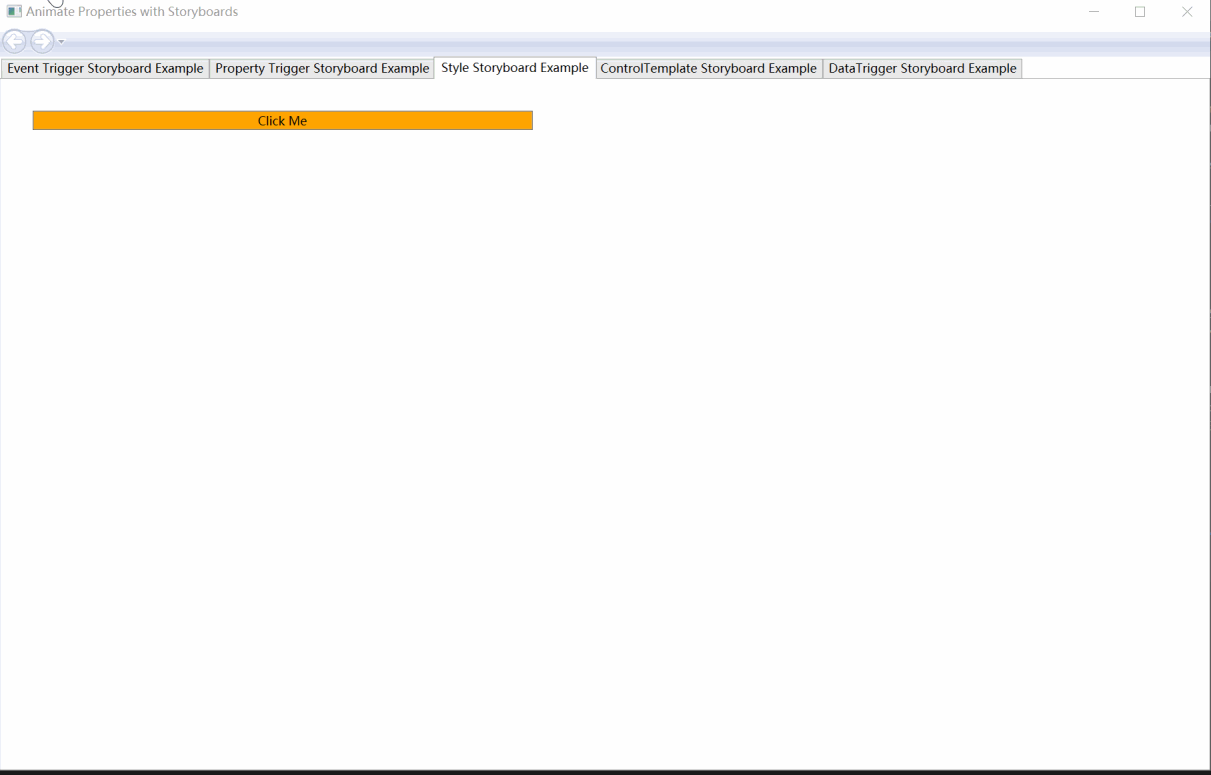 Animate Properties with Storyboards
Event Trigger Storyboard Example Property Trigger Storyboard Example Style Storyboard Example ControlTemplate Storyboard Example DataTrigger Storyboard Example
Click Me